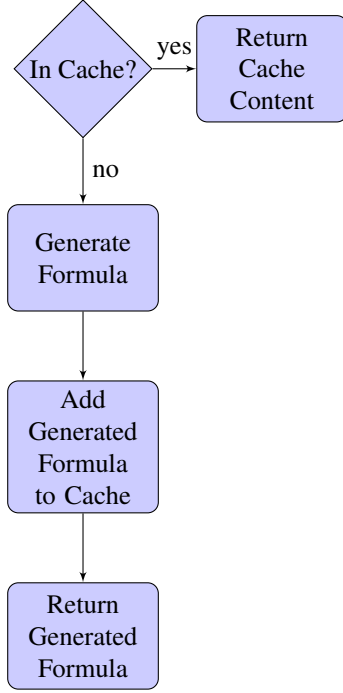 In Cache?
yes
Return
Cache
Content
no
Generate
Formula
Add
Generated
Formula
to Cache
Return
Generated
Formula